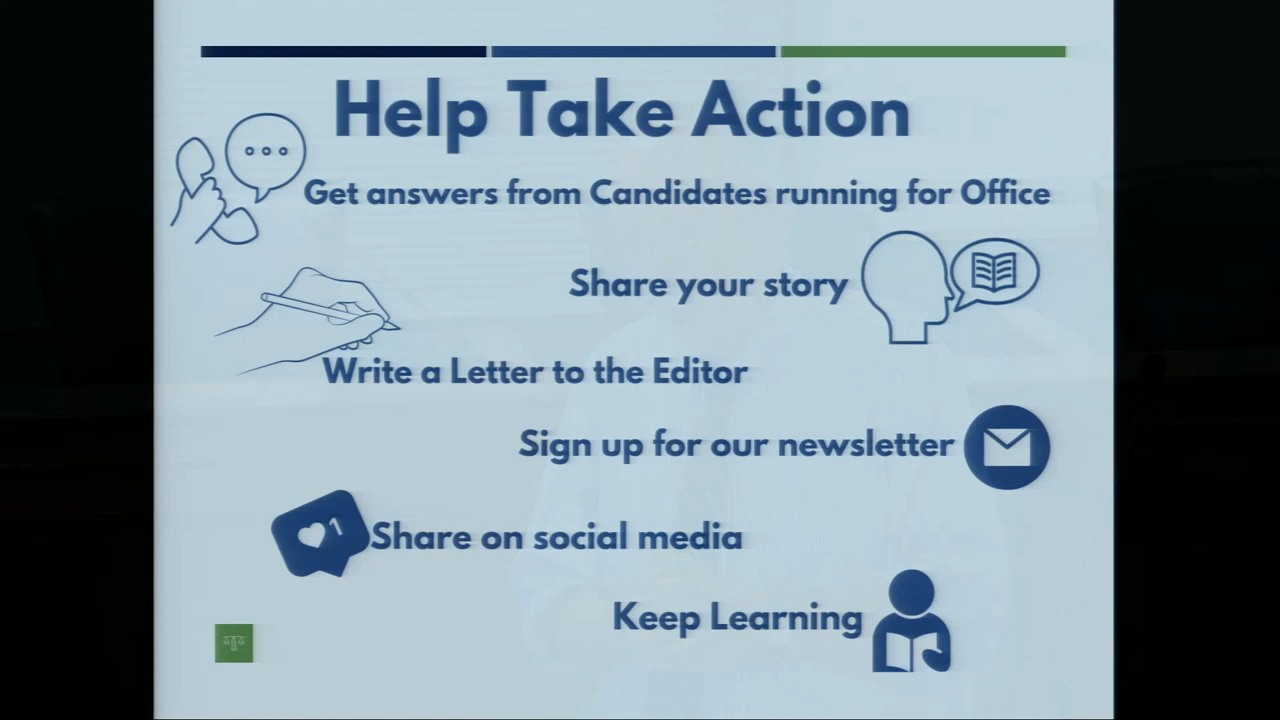 Help Take Action
Get answers from Candidates running for Office
Share your story
Write a Letter to the Editor
Sign up for our newsletter
1
Share on social media
Keep Learning